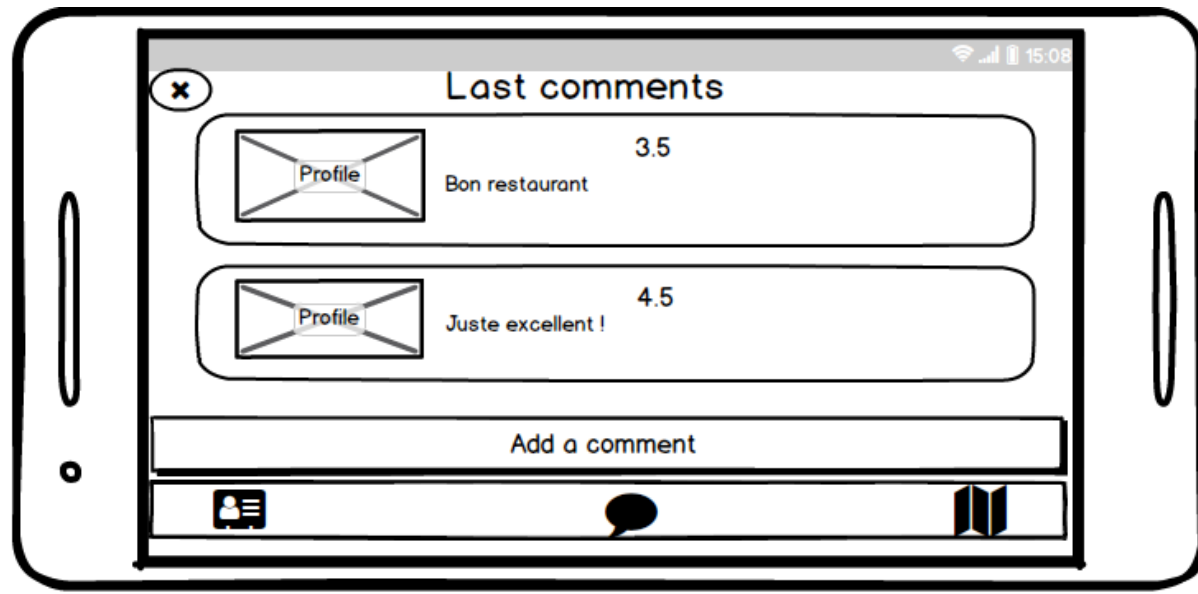 15:08
Last comments
3.5
Profile
Bon restaurant
4.5
Profile
Juste excellent !
Add a comment